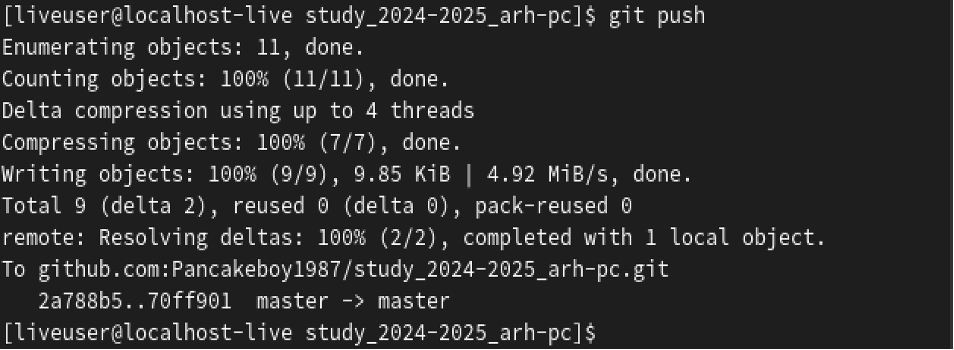 [liveuser@localhost-live study_2024-2025_arh-pc]$ git push
Enumerating objects: 11, done.
Counting objects: 100% (11/11), done.
Delta compression using up to 4 threads
Compressing objects: 100% (7/7), done.
Writing objects: 100% (9/9), 9.85 KiB | 4.92 MiB/s, done.
Total 9 (delta 2), reused 0 (delta 0), pack-reused 0
remote: Resolving deltas: 100% (2/2), completed with 1 local object.
To github.com:Pancakeboy1987/study_2024-2025_arh-pc.git
   2a788b5..70ff901  master -> master
[liveuser@localhost-live study_2024-2025_arh-pc]$